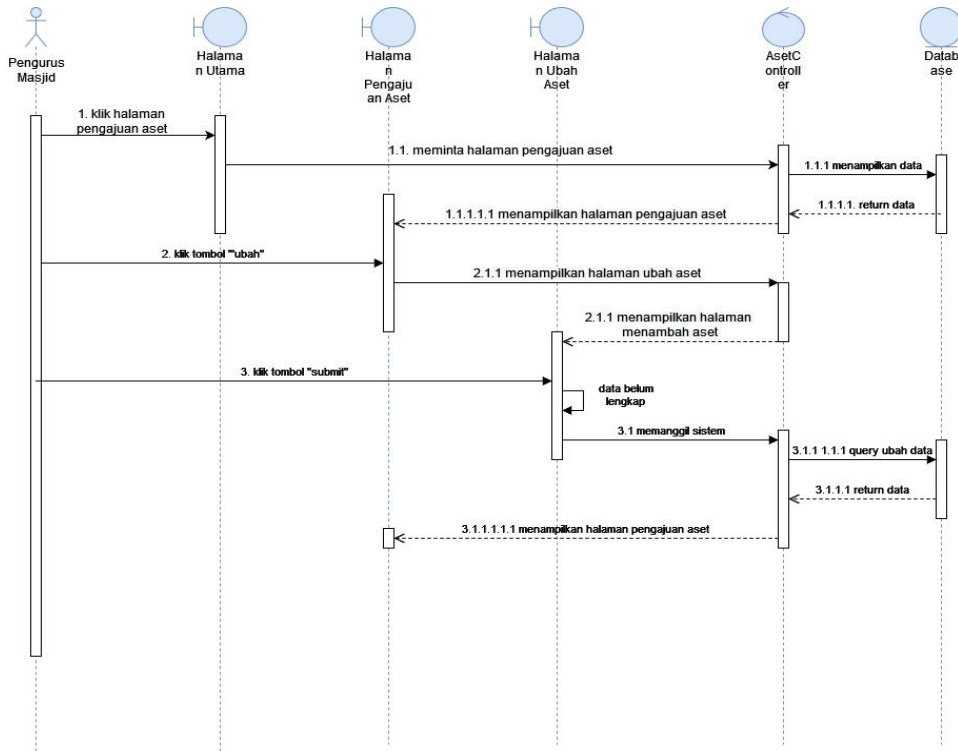 Pengurus
Masjid
Halama
n Utama
Halama
n
Pengaju
an Aset
Halama
n Ubah
Aset
AsetC
ontroll
er
Datab
ase
1. klik halaman
pengajuan aset
1.1. meminta halaman pengajuan aset
1.1.1 menampilkan data
1.1.1.1. return data
1.1.1.1.1 menampilkan halaman pengajuan aset
2. klik tombol ""ubah"
2.1.1 menampilkan halaman ubah aset
2.1.1 menampilkan halaman
menambah aset
3. klik tombol "submit"
data belum
lengkap
3.1 memanggil sistem
3.1.1 1.1.1 query ubah data
3.1.1.1 return data
3.1.1.1.1.1 menampilkan halaman pengajuan aset